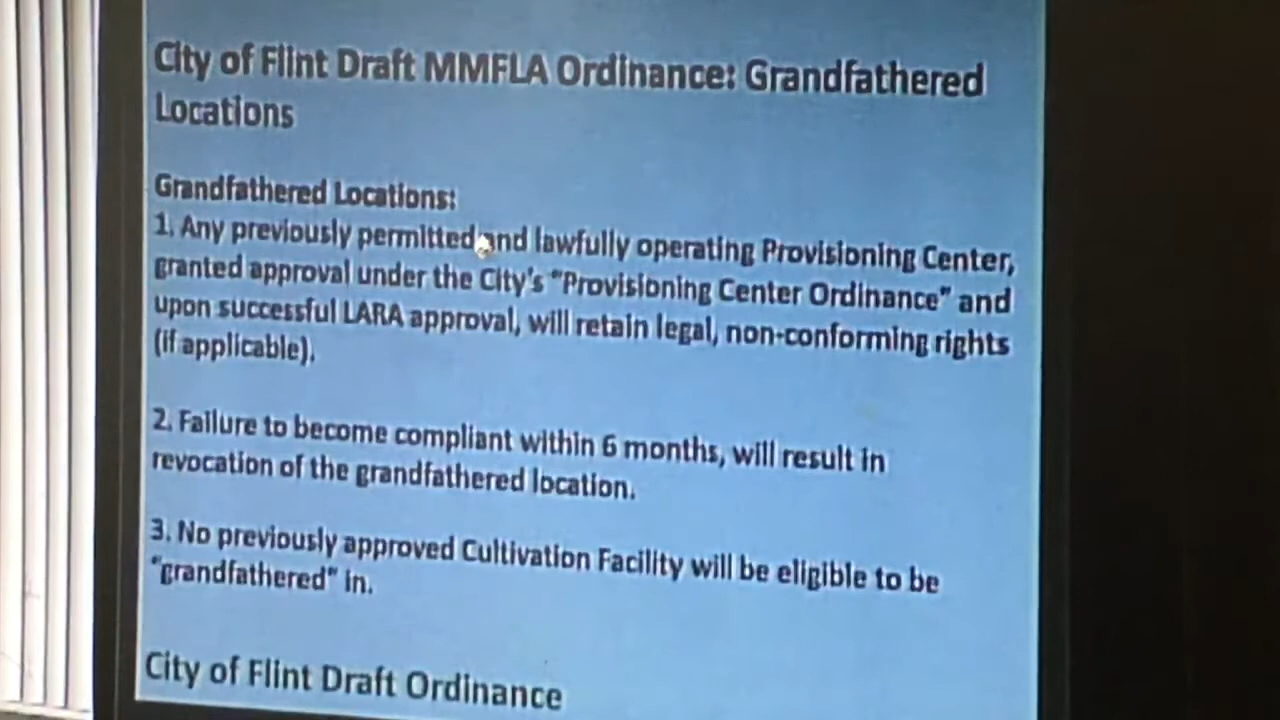 City of Flint Draft MMFLA Ordinance: Grandfathered
Locations
Grandfathered Locations:
1. Any previously permitted and lawfully operating Provisioning Center,
granted approval under the City's "Provisioning Center Ordinance" and
upon successful LARA approval, will retain legal, non-conforming rights
(if applicable).
2. Failure to become compliant within 6 months, will result in
revocation of the grandfathered location.
3. No previously approved Cultivation Facility will be eligible to be
"grandfathered" in.
City of Flint Draft Ordinance